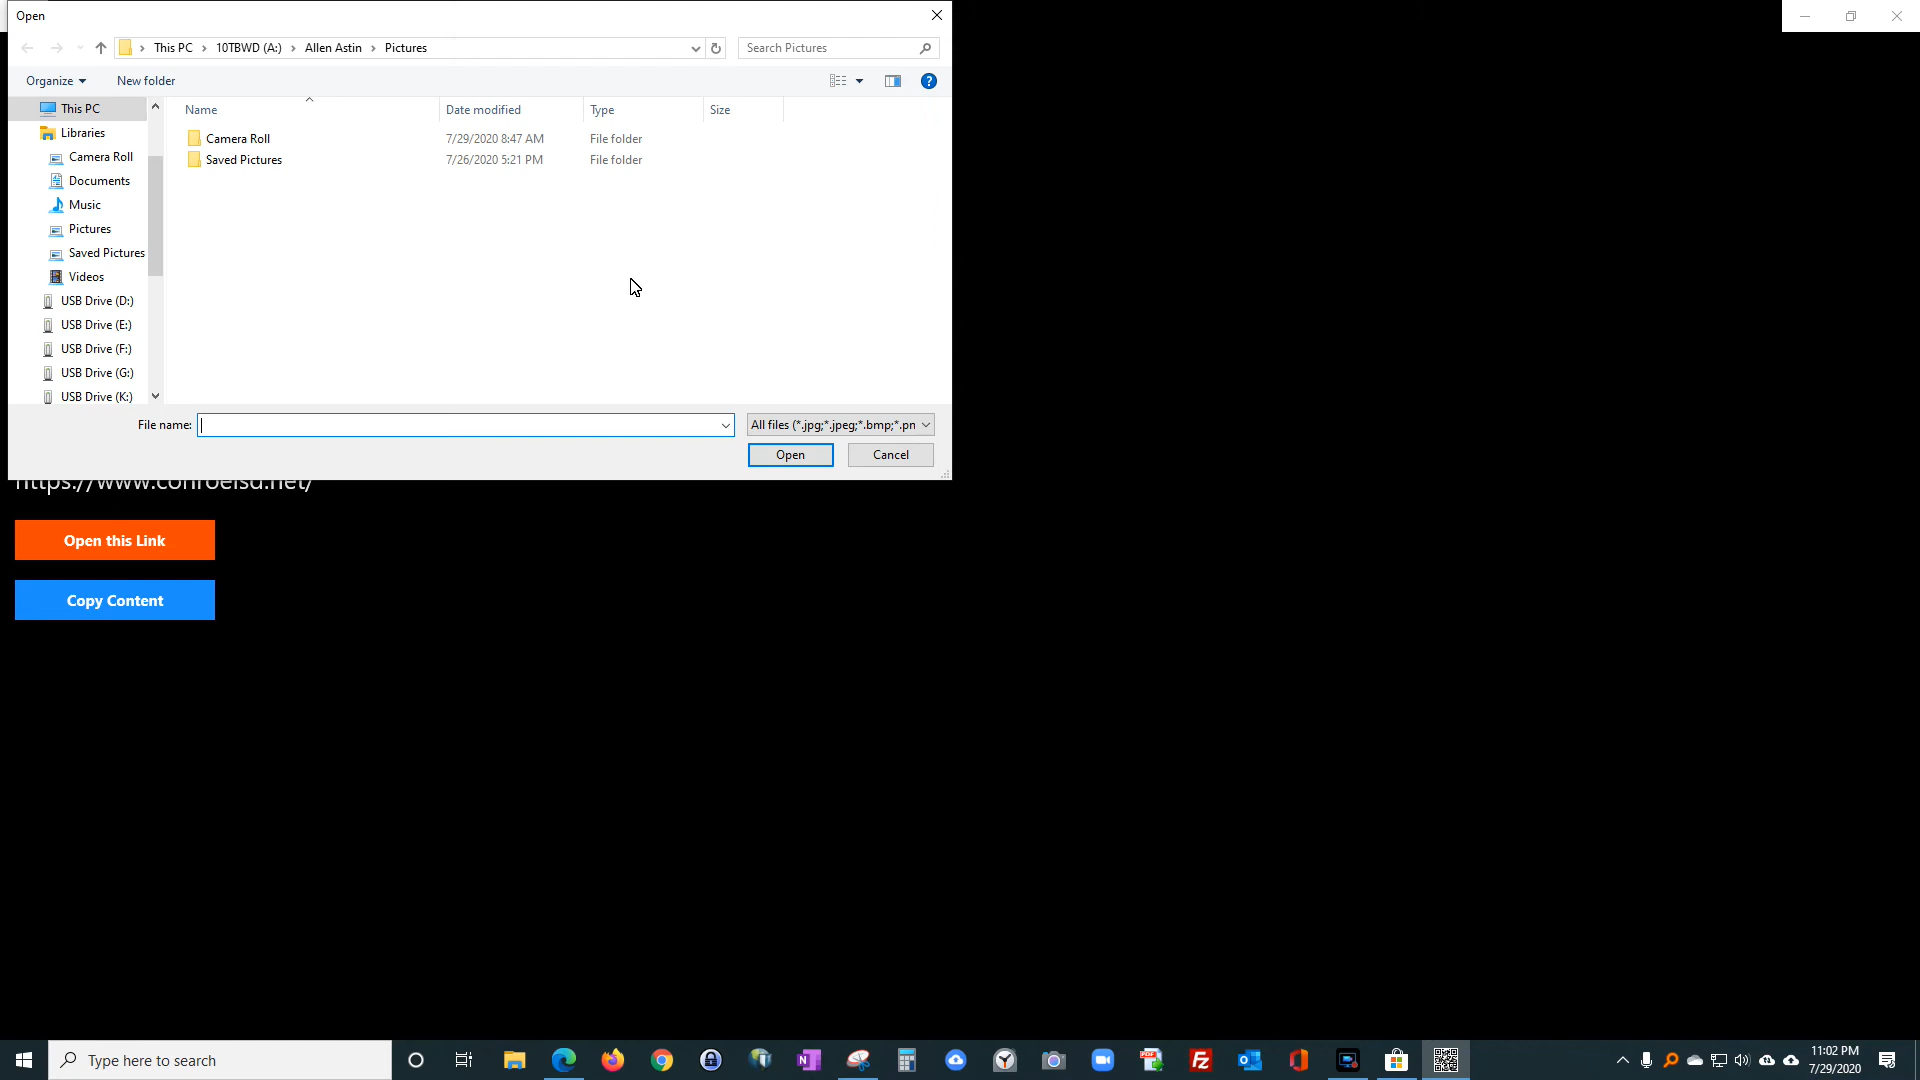 Open
This PC > 10TBWD (A:) > Allen Astin > Pictures
Search Pictures
Organize
New folder
Name
Date modified
Type
Size
This PC
Libraries
Camera Roll
Documents
Music
Pictures
Saved Pictures
Videos
USB Drive (D:)
USB Drive (E:)
USB Drive (F:)
USB Drive (G:)
USB Drive (K:)
Camera Roll 7/29/2020 8:47 AM File folder
Saved Pictures 7/26/2020 5:21 PM File folder
File name:
All files (*.jpg;*.jpeg;*.bmp;*.pn
Open
Cancel
https://www.conroeisd.net/
Open this Link
Copy Content
Type here to search
11:02 PM
7/29/2020